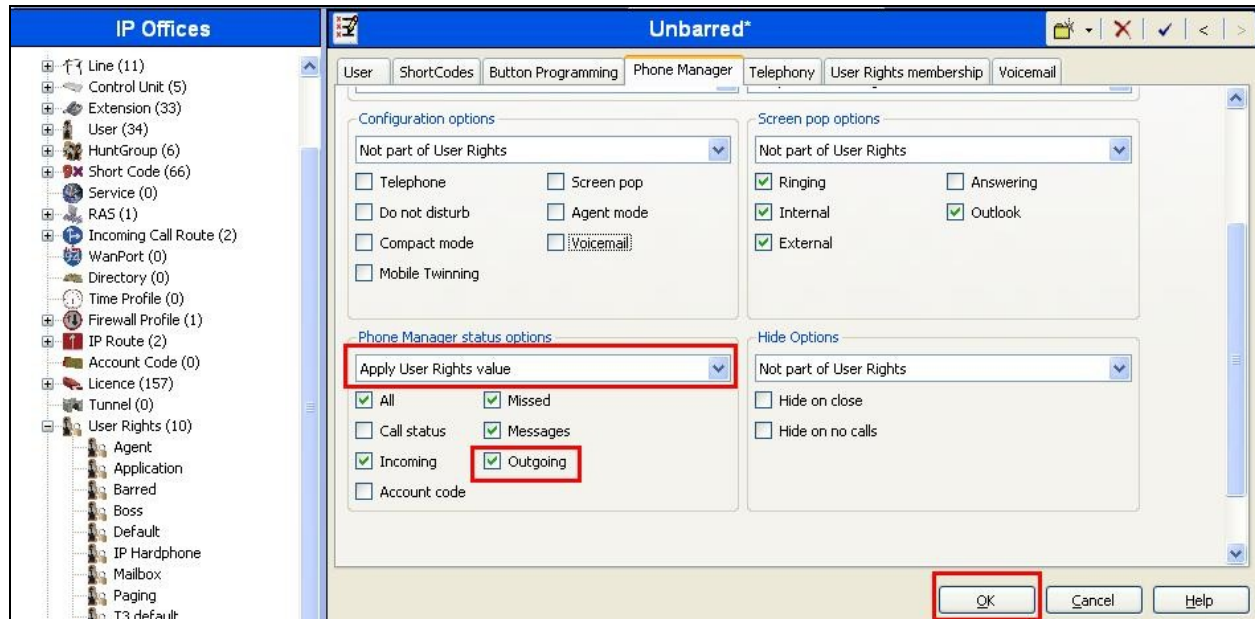 IP Offices
Line (11)
Control Unit (5)
Extension (33)
User (34)
HuntGroup (6)
Short Code (66)
Service (0)
RAS (1)
Incoming Call Route (2)
WanPort (0)
Directory (0)
Time Profile (0)
Firewall Profile (1)
IP Route (2)
Account Code (0)
Licence (157)
Tunnel (0)
User Rights (10)
Agent
Application
Barred
Boss
Default
IP Hardphone
Mailbox
Paging
T3 default
Unbarred*
User ShortCodes Button Programming Phone Manager Telephony User Rights membership Voicemail
Configuration options
Not part of User Rights
Telephone Screen pop
Do not disturb Agent mode
Compact mode Voicemail
Mobile Twinning
Screen pop options
Not part of User Rights
Ringing Answering
Internal Outlook
External
Phone Manager status options
Apply User Rights value
All Missed
Call status Messages
Incoming Outgoing
Account code
Hide Options
Not part of User Rights
Hide on close
Hide on no calls
OK Cancel Help